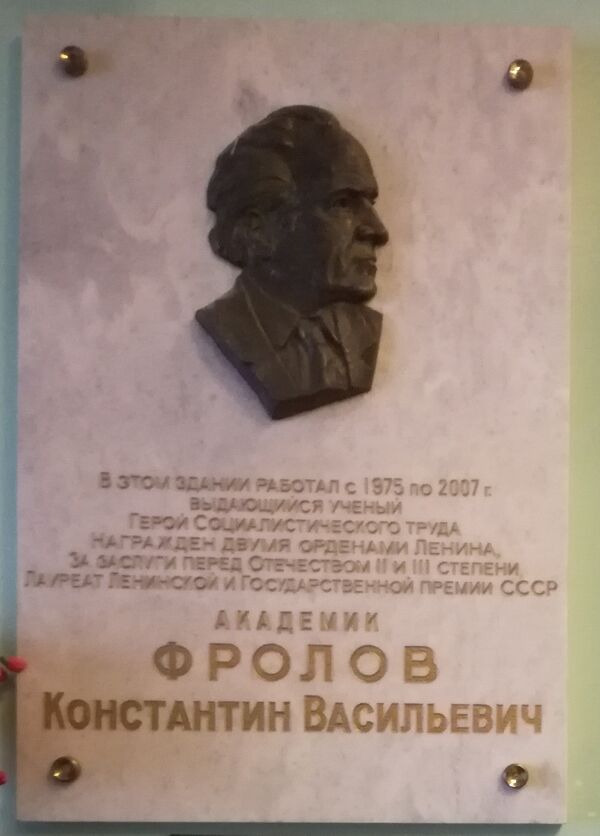 В ЭТОМ ЗДАНИИ РАБОТАЛ с 1975 по 2007 г.
ВЫДАЮЩИЙСЯ УЧЕНЫЙ
ГЕРОЙ СОЦИАЛИСТИЧЕСКОГО ТРУДА
НАГРАЖДЕН ДВУМЯ ОРДЕНАМИ ЛЕНИНА,
ЗА ЗАСЛУГИ ПЕРЕД ОТЕЧЕСТВОМ II И III СТЕПЕНИ,
ЛАУРЕАТ ЛЕНИНСКОЙ И ГОСУДАРСТВЕННОЙ ПРЕМИИ СССР
АКАДЕМИК
ФРОЛОВ
КОНСТАНТИН ВАСИЛЬЕВИЧ